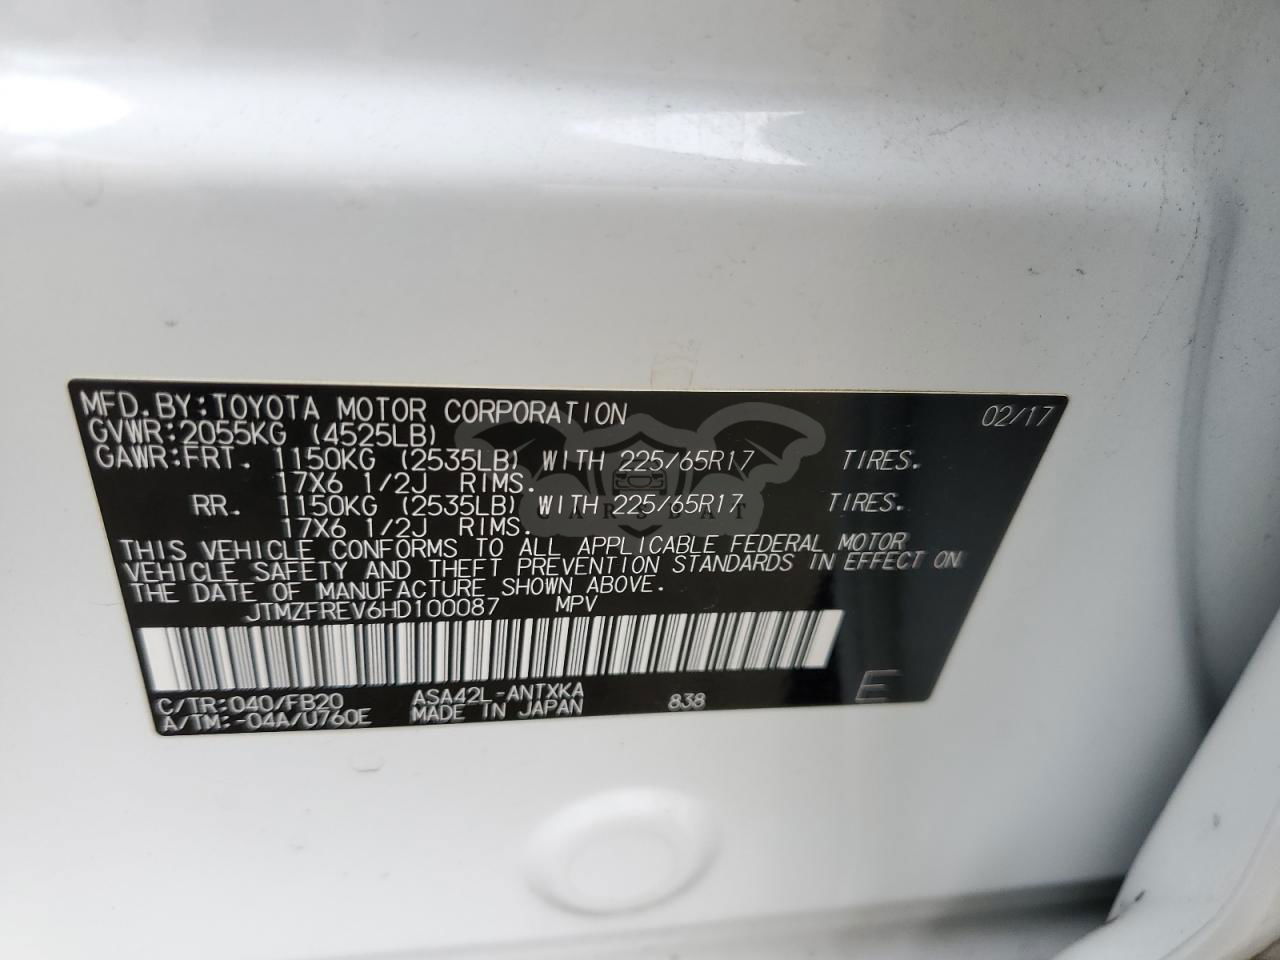 MFD.BY:TOYOTA MOTOR CORPORATION 02/17
GVWR:2055KG (4525LB)
GAWR:FRT. 1150KG (2535LB) WITH 225/65R17 TIRES.
17X6 1/2J RIMS.
RR. 1150KG (2535LB) WITH 225/65R17 TIRES.
17X6 1/2J RIMS.
CARSBAT
THIS VEHICLE CONFORMS TO ALL APPLICABLE FEDERAL MOTOR
VEHICLE SAFETY AND THEFT PREVENTION STANDARDS IN EFFECT ON
THE DATE OF MANUFACTURE SHOWN ABOVE.
JTMZFREV6HD100087 MPV
C/TR:040/FB20 ASA42L-ANTXKA 838 E
A/TM:-04A/U760E MADE IN JAPAN